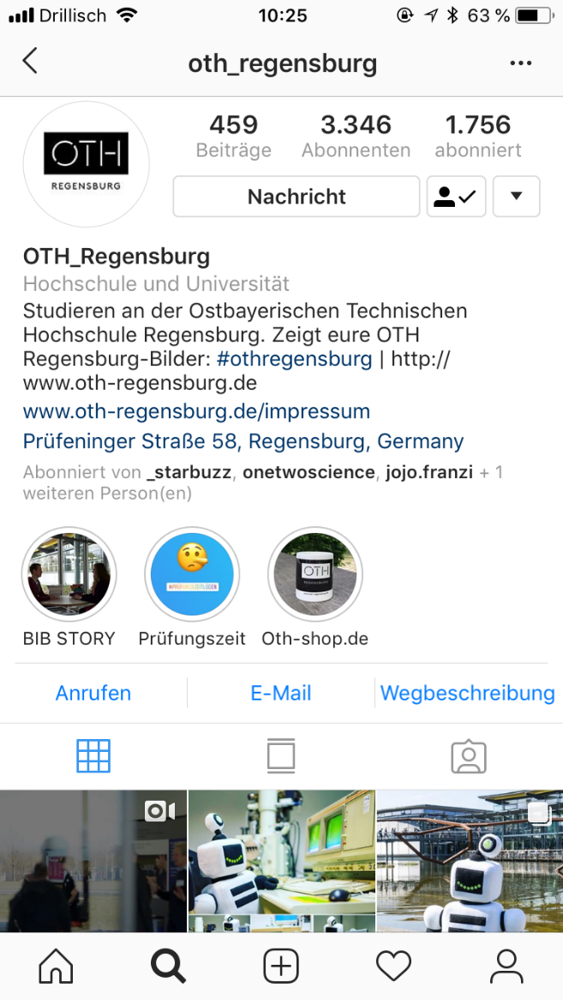 Drillisch 10:25 63 %
oth_regensburg
459 3.346 1.756
Beiträge Abonnenten abonniert
OTH
REGENSBURG
Nachricht
OTH_Regensburg
Hochschule und Universität
Studieren an der Ostbayerischen Technischen
Hochschule Regensburg. Zeigt eure OTH
Regensburg-Bilder: #othregensburg | http://
www.oth-regensburg.de
www.oth-regensburg.de/impressum
Prüfeninger Straße 58, Regensburg, Germany
Abonniert von _starbuzz, onetwoscience, jojo.franzi + 1
weiteren Person(en)
#PRÜFUNGSZEITLÜGEN
OTH
REGENSBURG
BIB STORY Prüfungszeit Oth-shop.de
Anrufen E-Mail Wegbeschreibung